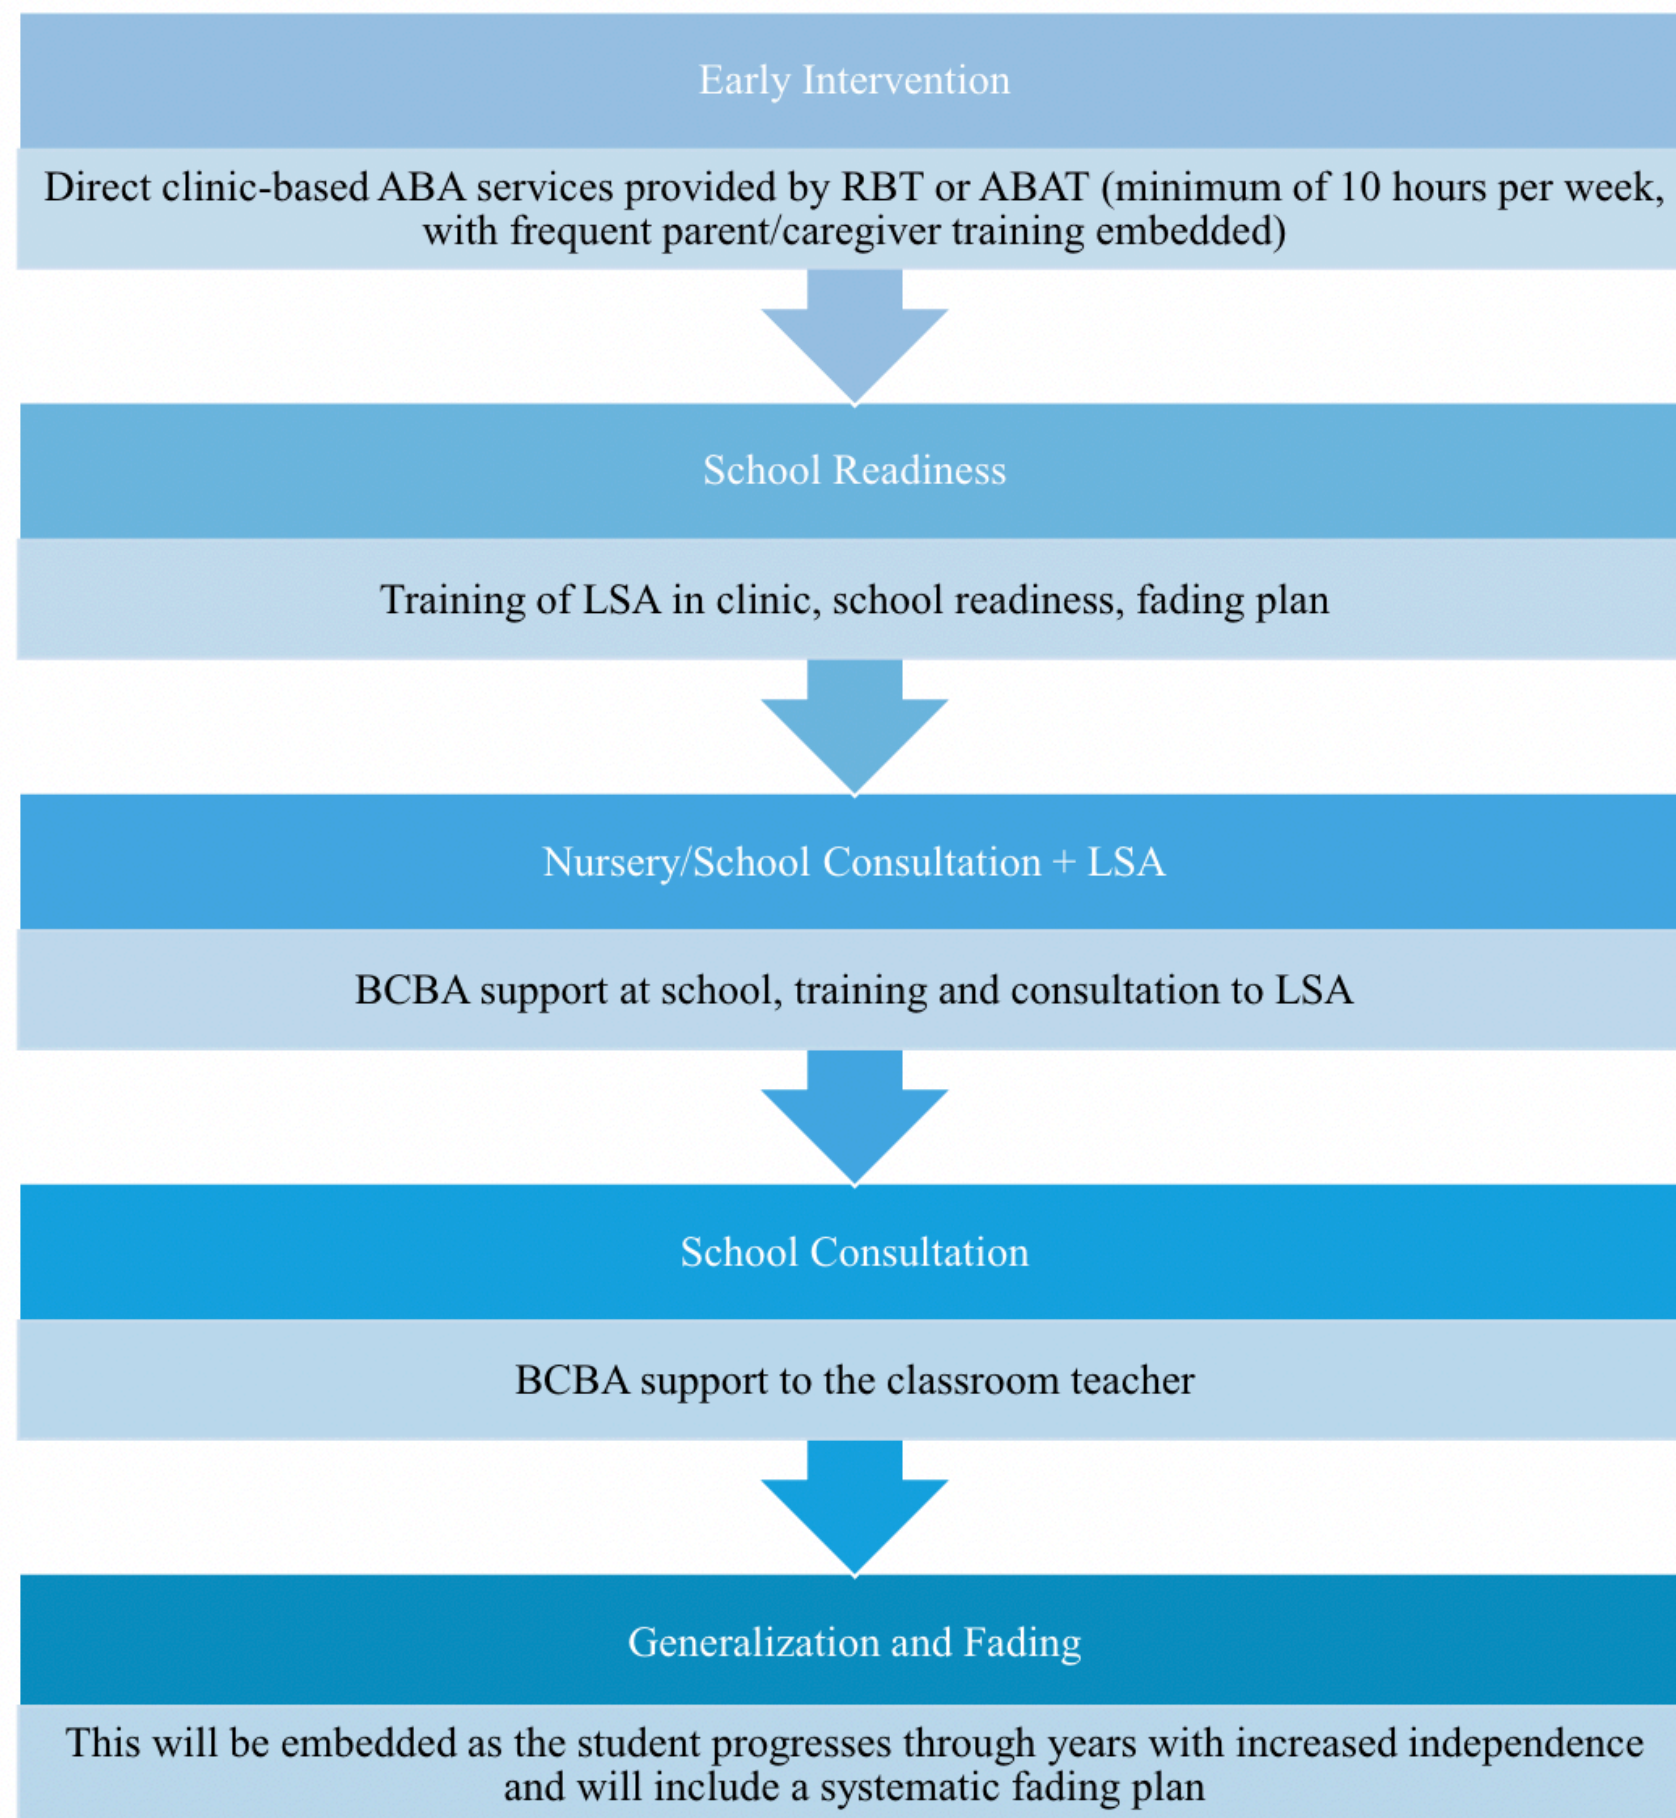 Early Intervention
Direct clinic-based ABA services provided by RBT or ABAT (minimum of 10 hours per week,
with frequent parent/caregiver training embedded)
School Readiness
Training of LSA in clinic, school readiness, fading plan
Nursery/School Consultation + LSA
BCBA support at school, training and consultation to LSA
School Consultation
BCBA support to the classroom teacher
Generalization and Fading
This will be embedded as the student progresses through years with increased independence
and will include a systematic fading plan